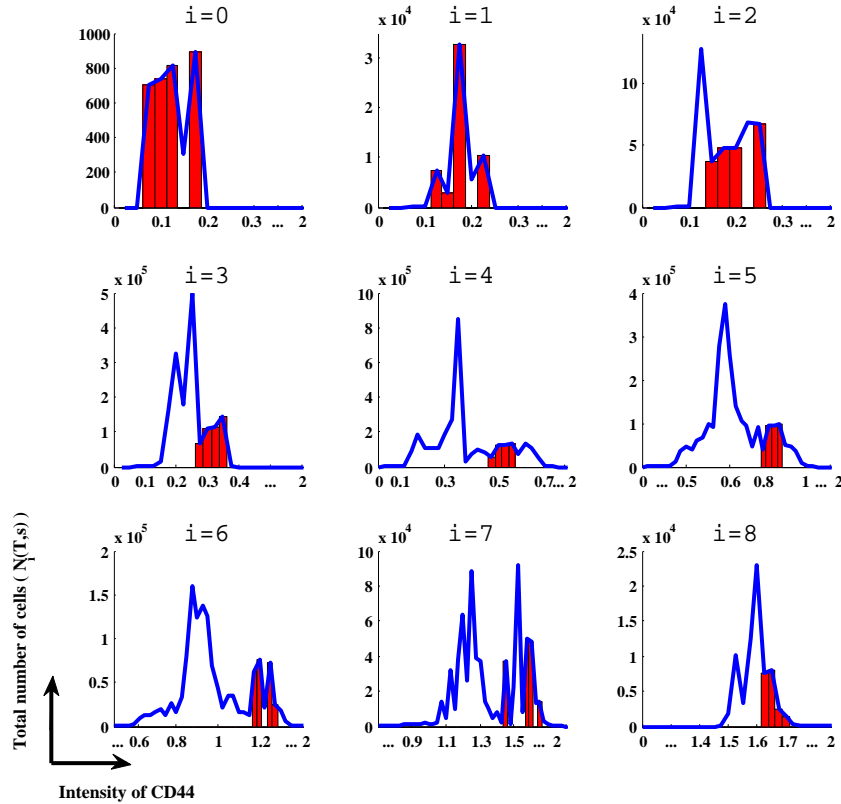 i=0
1000
800
600
400
200
0
0 0.1 0.2 0.3 ... 2
i=1
x 10^4
3
2
1
0
0 0.1 0.2 0.3 ... 2
i=2
x 10^4
10
5
0
0 0.1 0.2 0.3 ... 2
i=3
x 10^5
5
4
3
2
1
0
0 0.1 0.2 0.3 0.4 ... 2
i=4
x 10^5
10
8
6
4
2
0
0 0.1 0.3 0.5 0.7... 2
i=5
x 10^5
4
3
2
1
0
0 ... 0.5 0.6 0.8 1 ... 2
i=6
x 10^5
2
1.5
1
0.5
0
... 0.6 0.8 1 1.2 ... 2
i=7
x 10^4
10
8
6
4
2
0
... 0.9 1.1 1.3 1.5 ... 2
i=8
x 10^4
2.5
2
1.5
1
0.5
0
0 ... 1.4 1.5 1.6 1.7 ... 2
Total number of cells ( N_i(T,s) )
Intensity of CD44